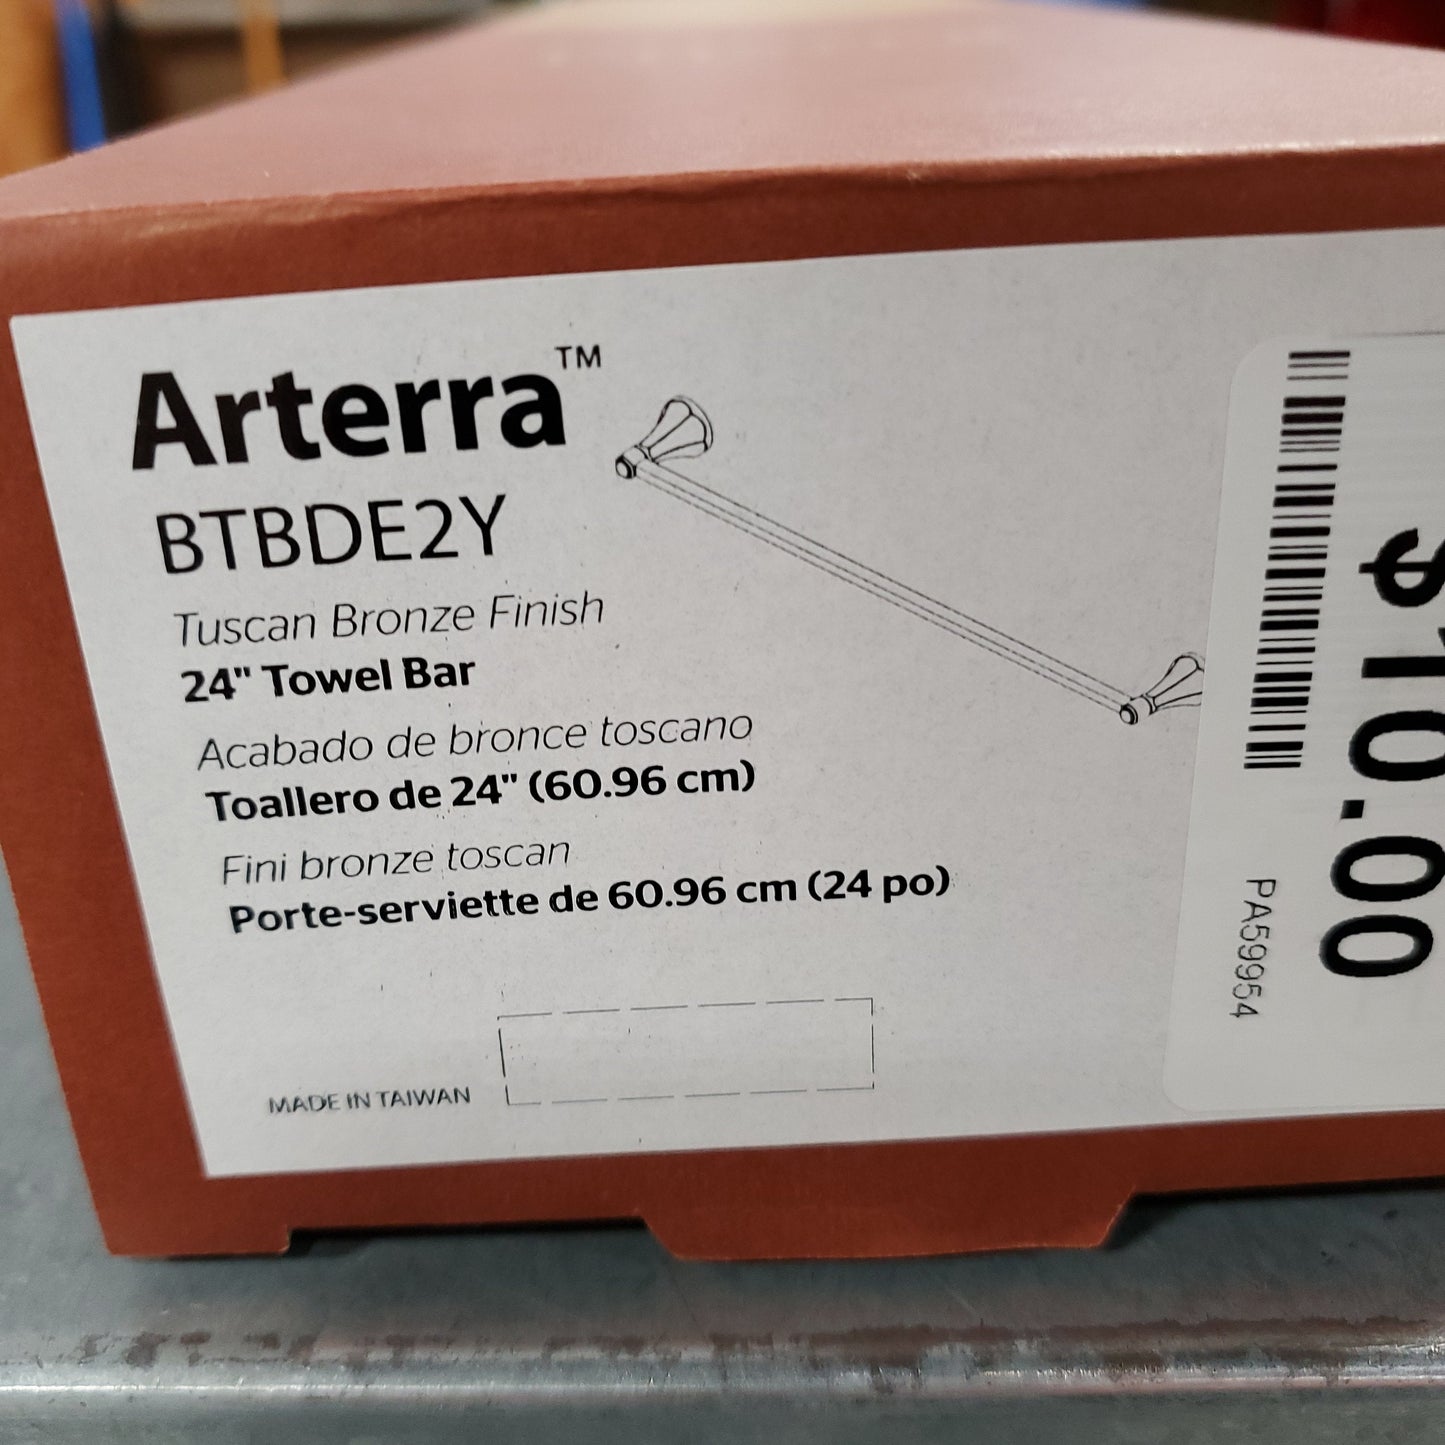 Arterra™
BTBDE2Y
Tuscan Bronze Finish
24" Towel Bar
Acabado de bronce toscano
Toallero de 24" (60.96 cm)
Fini bronze toscan
Porte-serviette de 60.96 cm (24 po)
MADE IN TAIWAN
$10.00
PA59954